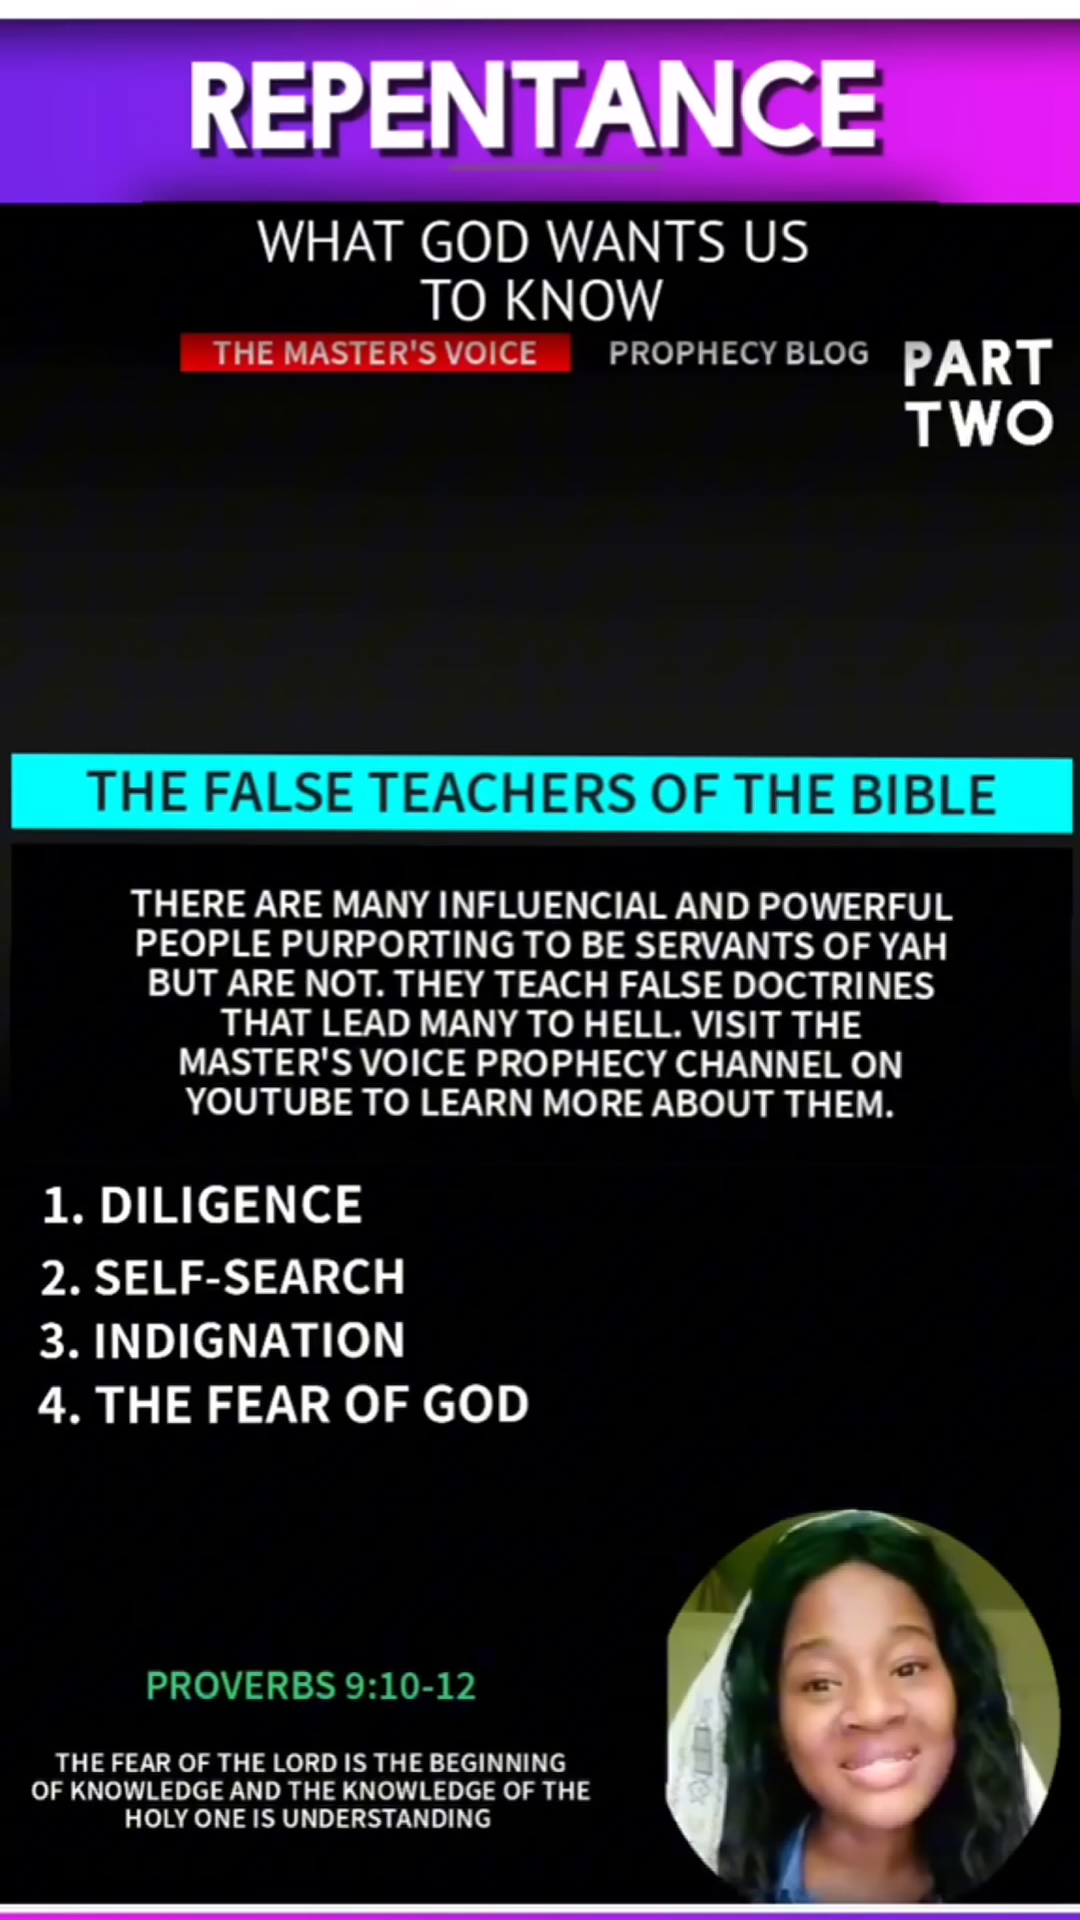 REPENTANCE
WHAT GOD WANTS US
TO KNOW
THE MASTER'S VOICE PROPHECY BLOG
PART
TWO
THE FALSE TEACHERS OF THE BIBLE
THERE ARE MANY INFLUENCIAL AND POWERFUL
PEOPLE PURPORTING TO BE SERVANTS OF YAH
BUT ARE NOT. THEY TEACH FALSE DOCTRINES
THAT LEAD MANY TO HELL. VISIT THE
MASTER'S VOICE PROPHECY CHANNEL ON
YOUTUBE TO LEARN MORE ABOUT THEM.
1. DILIGENCE
2. SELF-SEARCH
3. INDIGNATION
4. THE FEAR OF GOD
PROVERBS 9:10-12
THE FEAR OF THE LORD IS THE BEGINNING
OF KNOWLEDGE AND THE KNOWLEDGE OF THE
HOLY ONE IS UNDERSTANDING